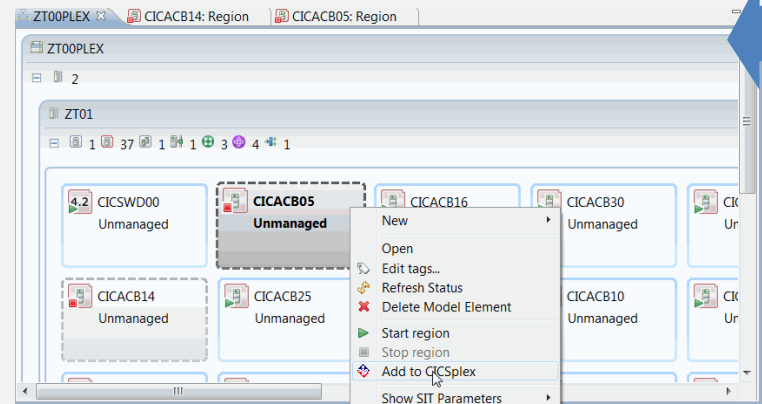 ZT00PLEX CICACB14: Region CICACB05: Region
ZT00PLEX
2
ZT01
1 37 1 1 3 4 1
4.2 CICSWD00 CICACB05 CICACB16 CICACB30
Unmanaged Unmanaged Unmanaged
New
Open
Edit tags...
Refresh Status
CICACB14 CICACB25 CICACB10
Delete Model Element
Unmanaged Unmanaged Unmanaged
Start region
Stop region
Add to CICSplex
Show SIT Parameters